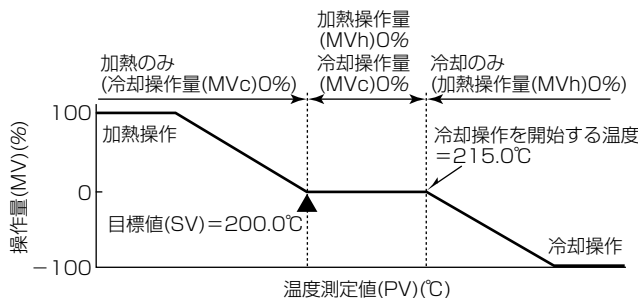 加熱操作量
(MVh)0%
加熱のみ
(冷却操作量(MVc)0%)
冷却操作量
(MVc)0%
冷却のみ
(加熱操作量(MVh)0%)
100
加熱操作
冷却操作を開始する温度
=215.0℃
操作量(MV)(%)
0
目標値(SV)=200.0℃
冷却操作
-100
温度測定値(PV)(℃)